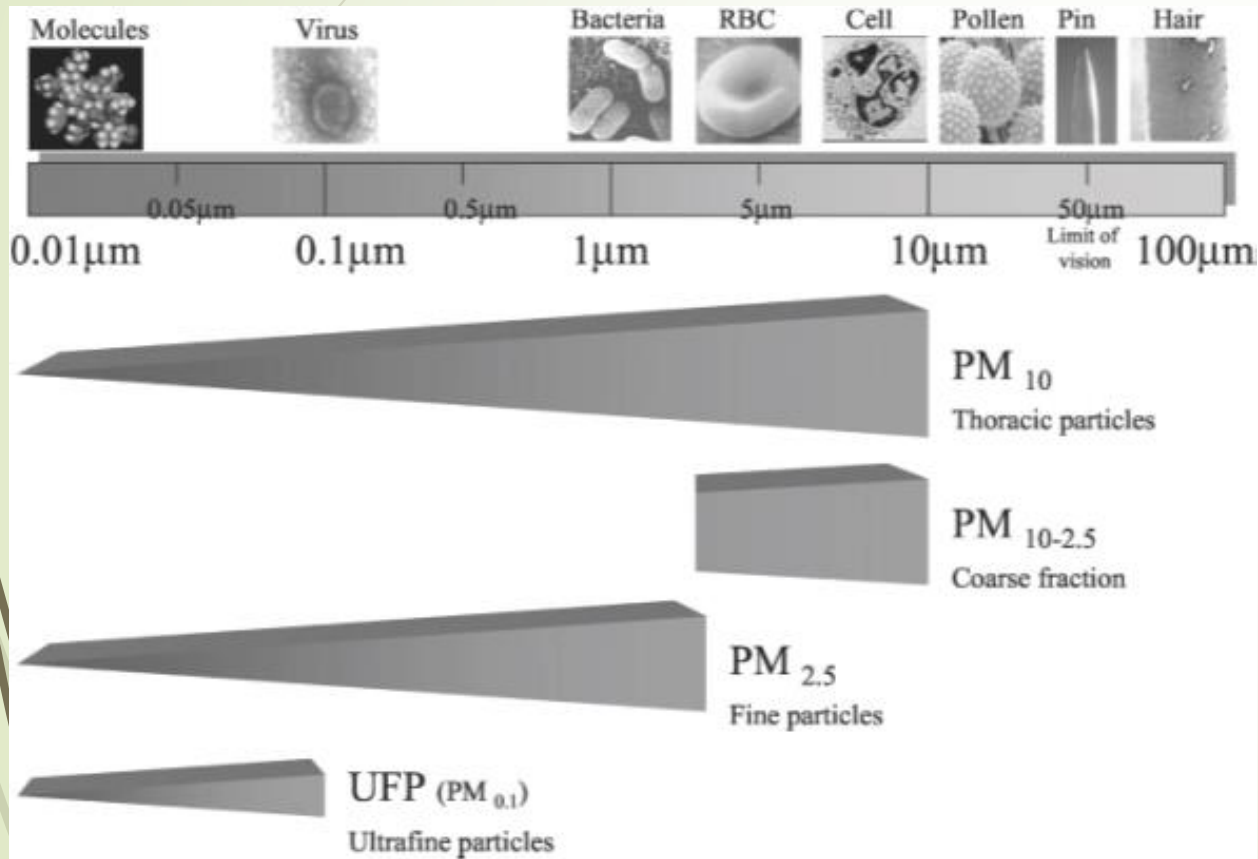 Molecules Virus Bacteria RBC Cell Pollen Pin Hair
0.05µm 0.5µm 5µm 50µm
0.01µm 0.1µm 1µm 10µm Limit of 100µm
vision
PM 10
Thoracic particles
PM 10-2.5
Coarse fraction
PM 2.5
Fine particles
UFP (PM 0.1)
Ultrafine particles